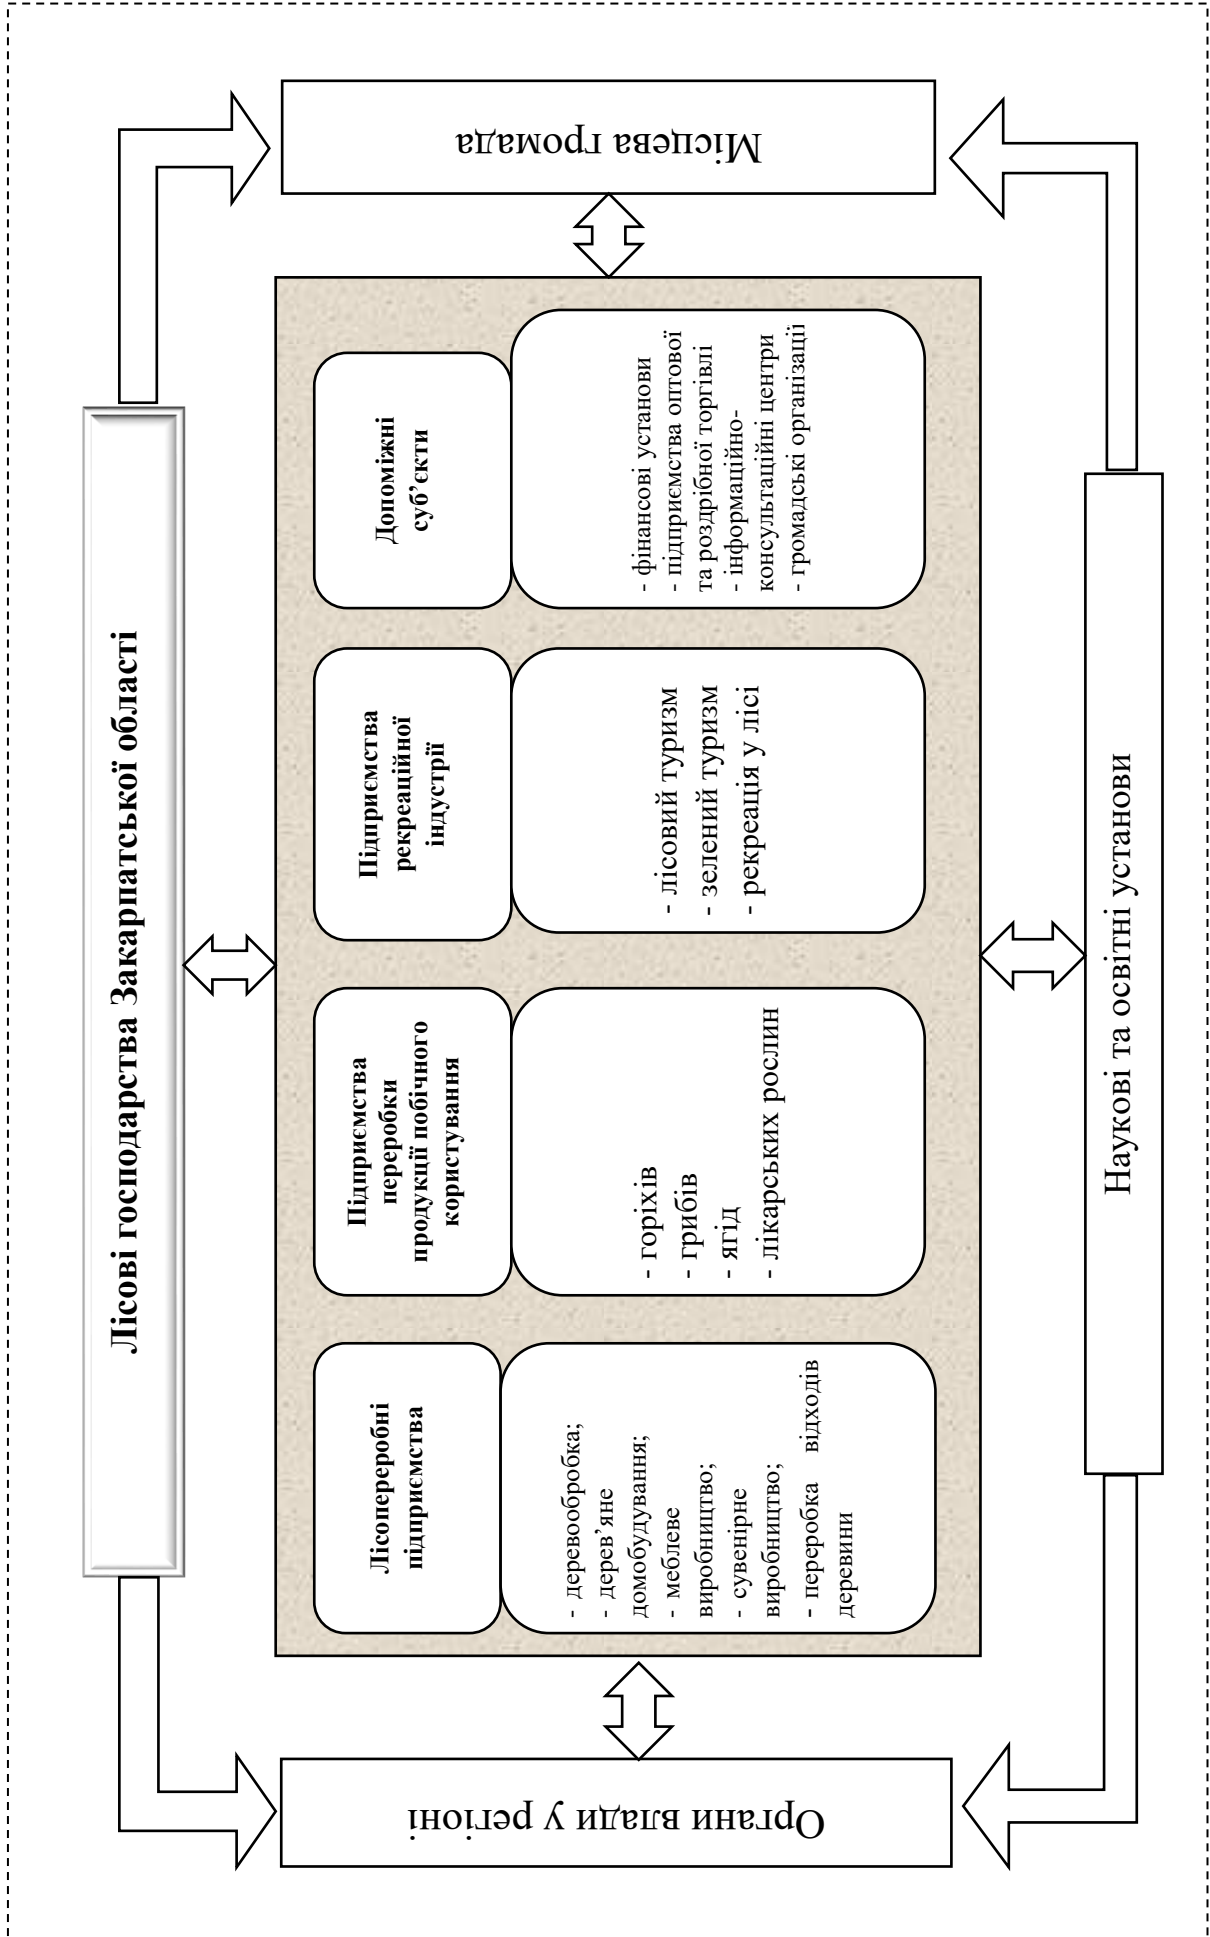 Лісові господарства Закарпатської області
Органи влади у регіоні
Лісопереробні
підприємства
- деревообробка;
- дерев’яне
домобудування;
- меблеве
виробництво;
- сувенірне
виробництво;
- переробка відходів
деревини
Підприємства
переробки
продукції побічного
користування
- горіхів
- грибів
- ягід
- лікарських рослин
Підприємства
рекреаційної
індустрії
- лісовий туризм
- зелений туризм
- рекреація у лісі
Допоміжні
суб’єкти
- фінансові установи
- підприємства оптової
та роздрібної торгівлі
- інформаційно-
консультаційні центри
- громадські організації
Місцева громада
Наукові та освітні установи